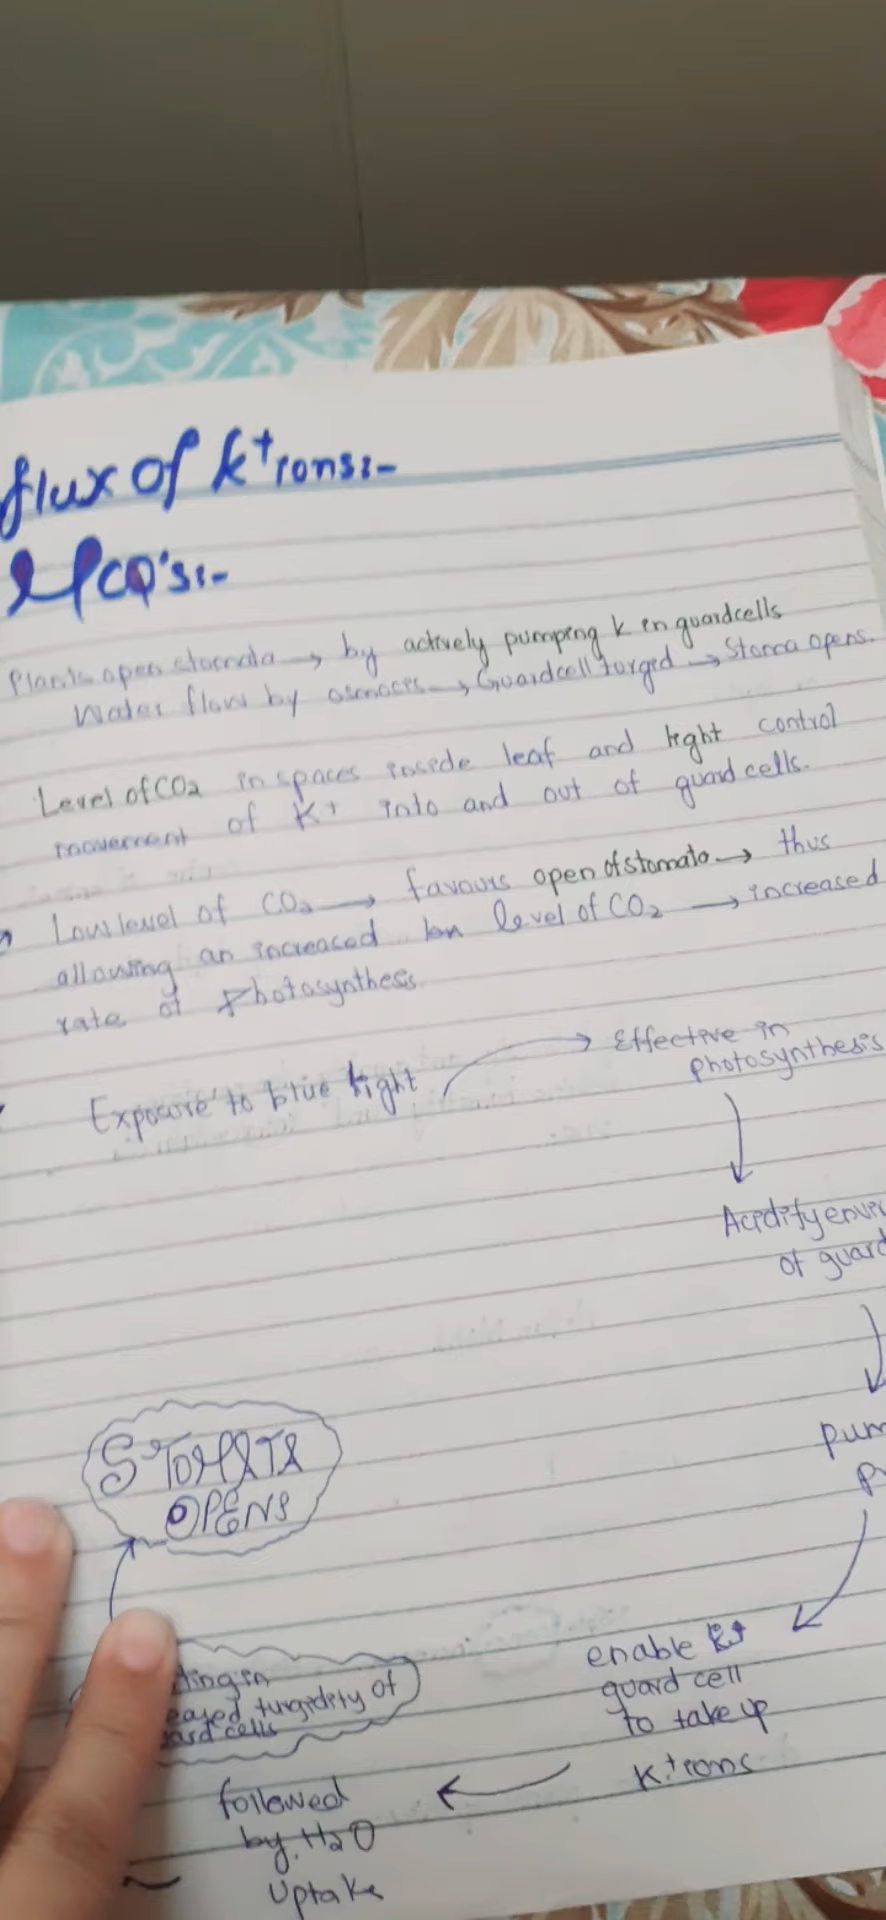 flux of K+ ions:-
MCQ's:-
Plants open stomata → by actively pumping K in guardcells
Water flow by osmosis → Guardcell turged → Stoma opens.
Level of CO2 in spaces inside leaf and light control
movement of K+ into and out of guard cells.
Low level of CO2 → favours open of stomata → thus
allowing an increased level of CO2 → increased
rate of Photosynthesis
Exposure to blue light → Effective in
photosynthesis
Acidify
of guard
STOMATA
OPENS
enable
guard cell
to take up
K+ ions
turgidity of
followed
by H2O
Uptake